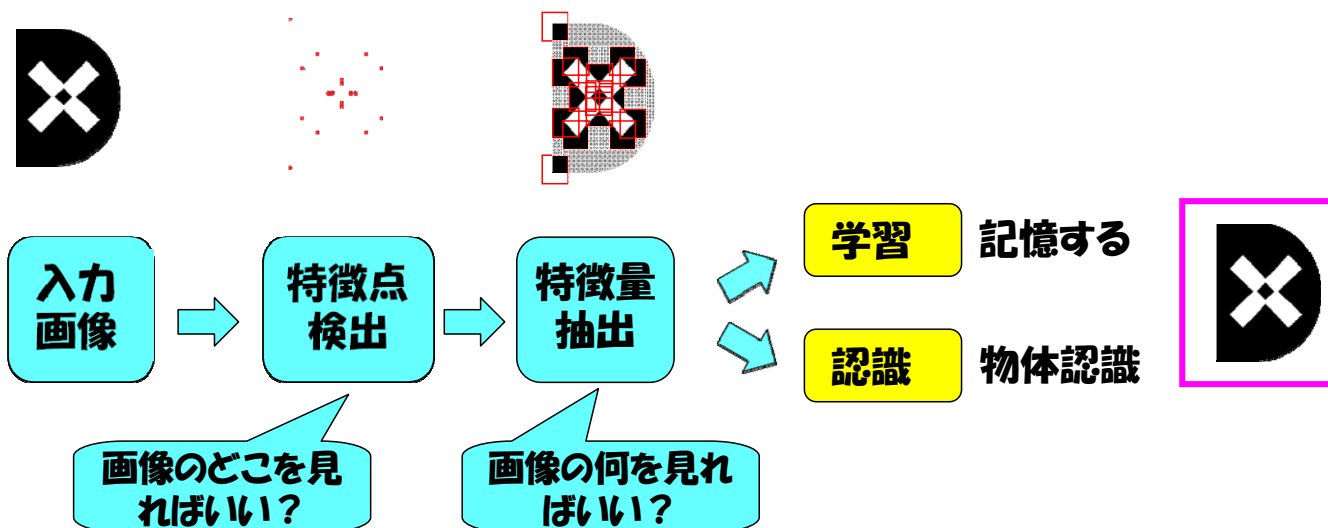 入力
画像
特徴点
検出
特徴量
抽出
学習
記憶する
認識
物体認識
画像のどこを見
ればいい？
画像の何を見れ
ばいい？